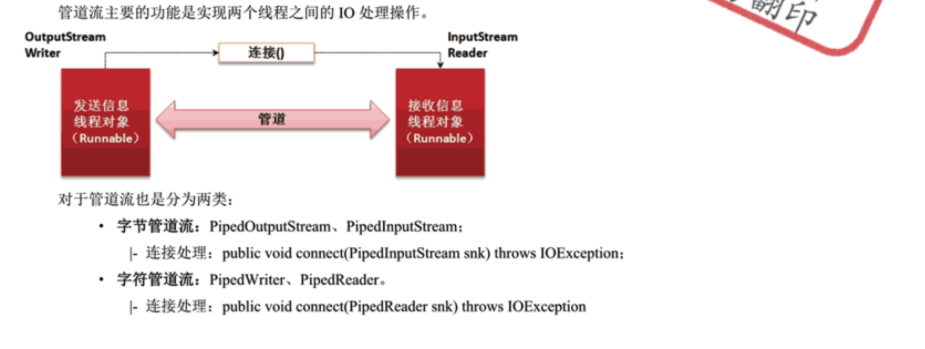 管道流主要的功能是实现两个线程之间的 IO 处理操作。
翻印
OutputStream
Writer
连接()
InputStream
Reader
发送信息
线程对象
（Runnable）
管道
接收信息
线程对象
（Runnable）
对于管道流也是分为两类：
• 字节管道流：PipedOutputStream、PipedInputStream；
|- 连接处理：public void connect(PipedInputStream snk) throws IOException；
• 字符管道流：PipedWriter、PipedReader。
|- 连接处理：public void connect(PipedReader snk) throws IOException